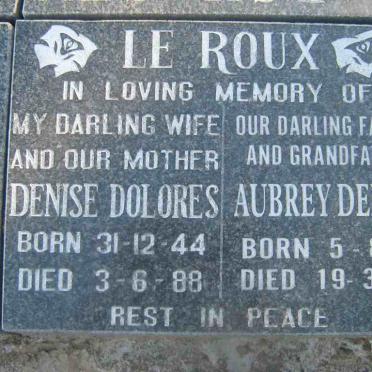 LE ROUX
IN LOVING MEMORY OF
MY DARLING WIFE
AND OUR MOTHER
DENISE DOLORES
BORN 31-12-44
DIED 3-6-88
OUR DARLING
AND
AUBREY
BORN 5-
DIED 19-3
REST IN PEACE